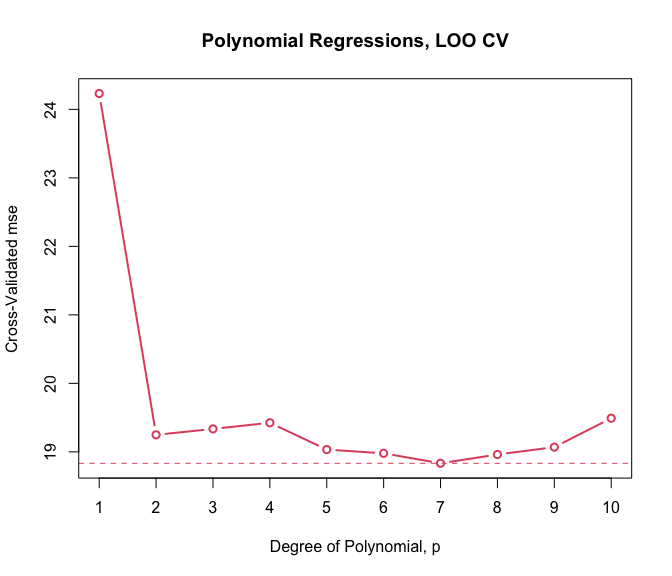 Polynomial Regressions, LOO CV
Cross-Validated mse
24
23
22
21
20
19
1 2 3 4 5 6 7 8 9 10
Degree of Polynomial, p